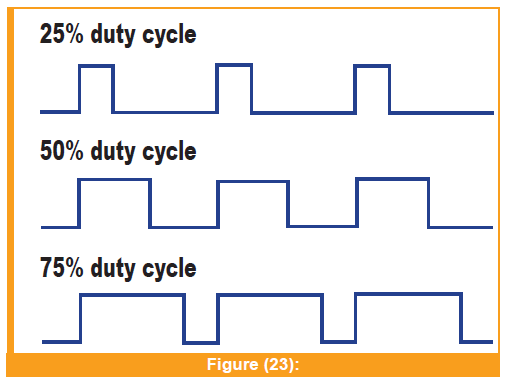 25% duty cycle
50% duty cycle
75% duty cycle
Figure (23):